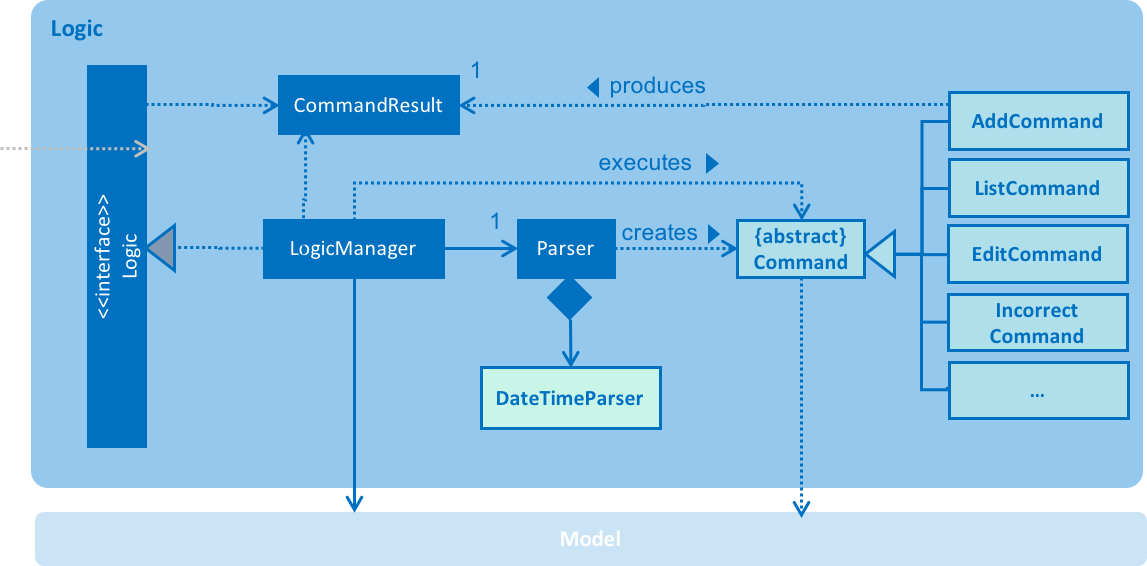 Logic
1
produces
CommandResult
AddCommand
executes
ListCommand
<<interface>>
Logic
LogicManager
1
Parser
creates
{abstract}
Command
EditCommand
Incorrect
Command
DateTimeParser
...
Model